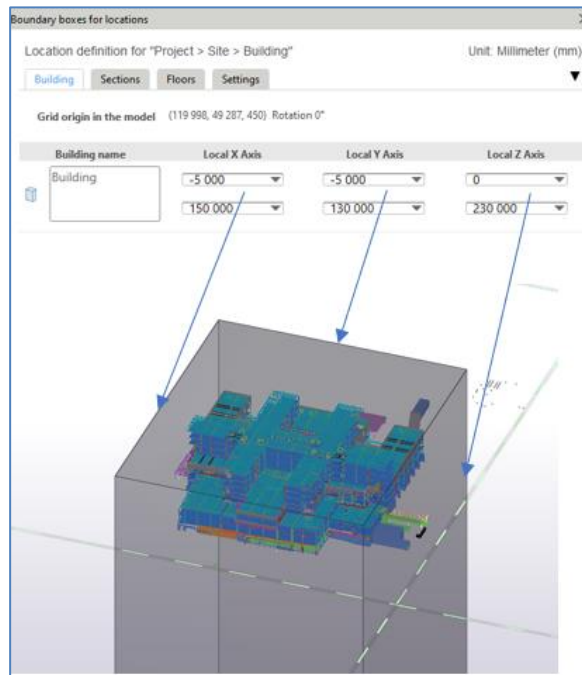 Boundary boxes for locations
Location definition for "Project > Site > Building" Unit: Millimeter (mm)
Building Sections Floors Settings
Grid origin in the model (119 998, 49 287, 450) Rotation 0°
Building name Local X Axis Local Y Axis Local Z Axis
Building -5 000 -5 000 0
150 000 130 000 230 000